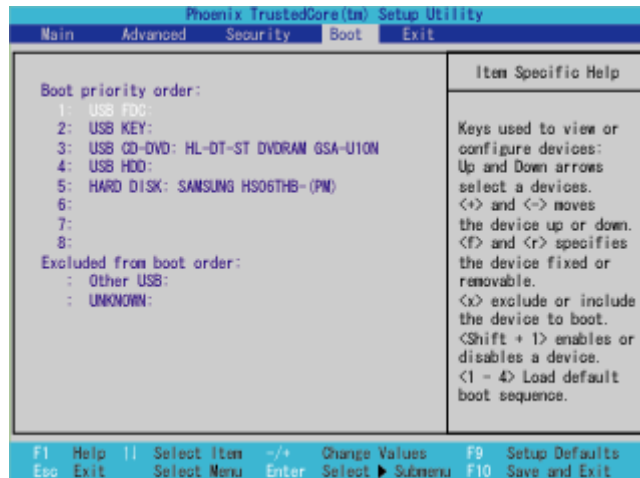 Phoenix TrustedCore(tm) Setup Utility
Main Advanced Security Boot Exit
Boot priority order:
1: USB FDC:
2: USB KEY:
3: USB CD-DVD: HL-DT-ST DVDRAM GSA-U10N
4: USB HDD:
5: HARD DISK: SAMSUNG HS06THB-(PM)
6:
7:
8:
Excluded from boot order:
: Other USB:
: UNKNOWN:
Item Specific Help
Keys used to view or
configure devices:
Up and Down arrows
select a devices.
<+> and <-> moves
the device up or down.
<f> and <r> specifies
the device fixed or
removable.
<x> exclude or include
the device to boot.
<Shift + 1> enables or
disables a device.
<1 - 4> Load default
boot sequence.
F1 Help ↑↓ Select Item -/+ Change Values F9 Setup Defaults
Esc Exit Select Menu Enter Select ▶ Submenu F10 Save and Exit